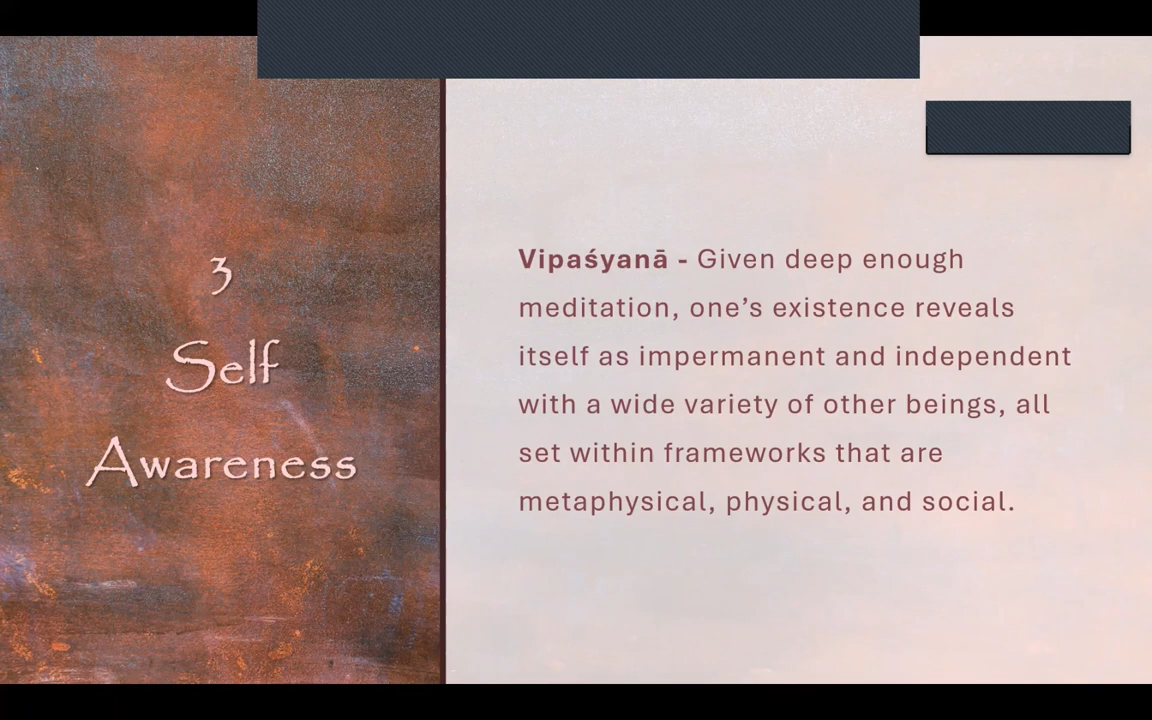 3
Self
Awareness
Vipaśyanā - Given deep enough
meditation, one’s existence reveals
itself as impermanent and independent
with a wide variety of other beings, all
set within frameworks that are
metaphysical, physical, and social.